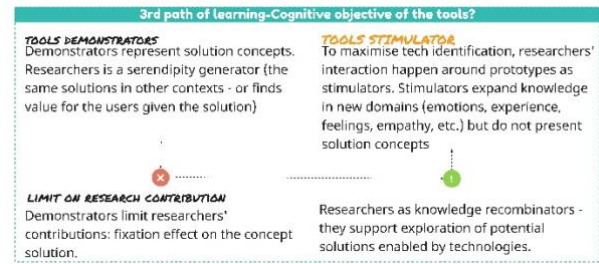 3rd path of learning-Cognitive objective of the tools?
TOOLS DEMONSTRATORS
Demonstrators represent solution concepts.
Researchers is a serendipity generator (the
same solutions in other contexts - or finds
value for the users given the solution)
TOOLS STIMULATOR
To maximise tech identification, researchers'
interaction happen around prototypes as
stimulators. Stimulators expand knowledge
in new domains (emotions, experience,
feelings, empathy, etc.) but do not present
solution concepts
LIMIT ON RESEARCH CONTRIBUTION
Demonstrators limit researchers'
contributions: fixation effect on the concept
solution.
Researchers as knowledge recombinators -
they support exploration of potential
solutions enabled by technologies.